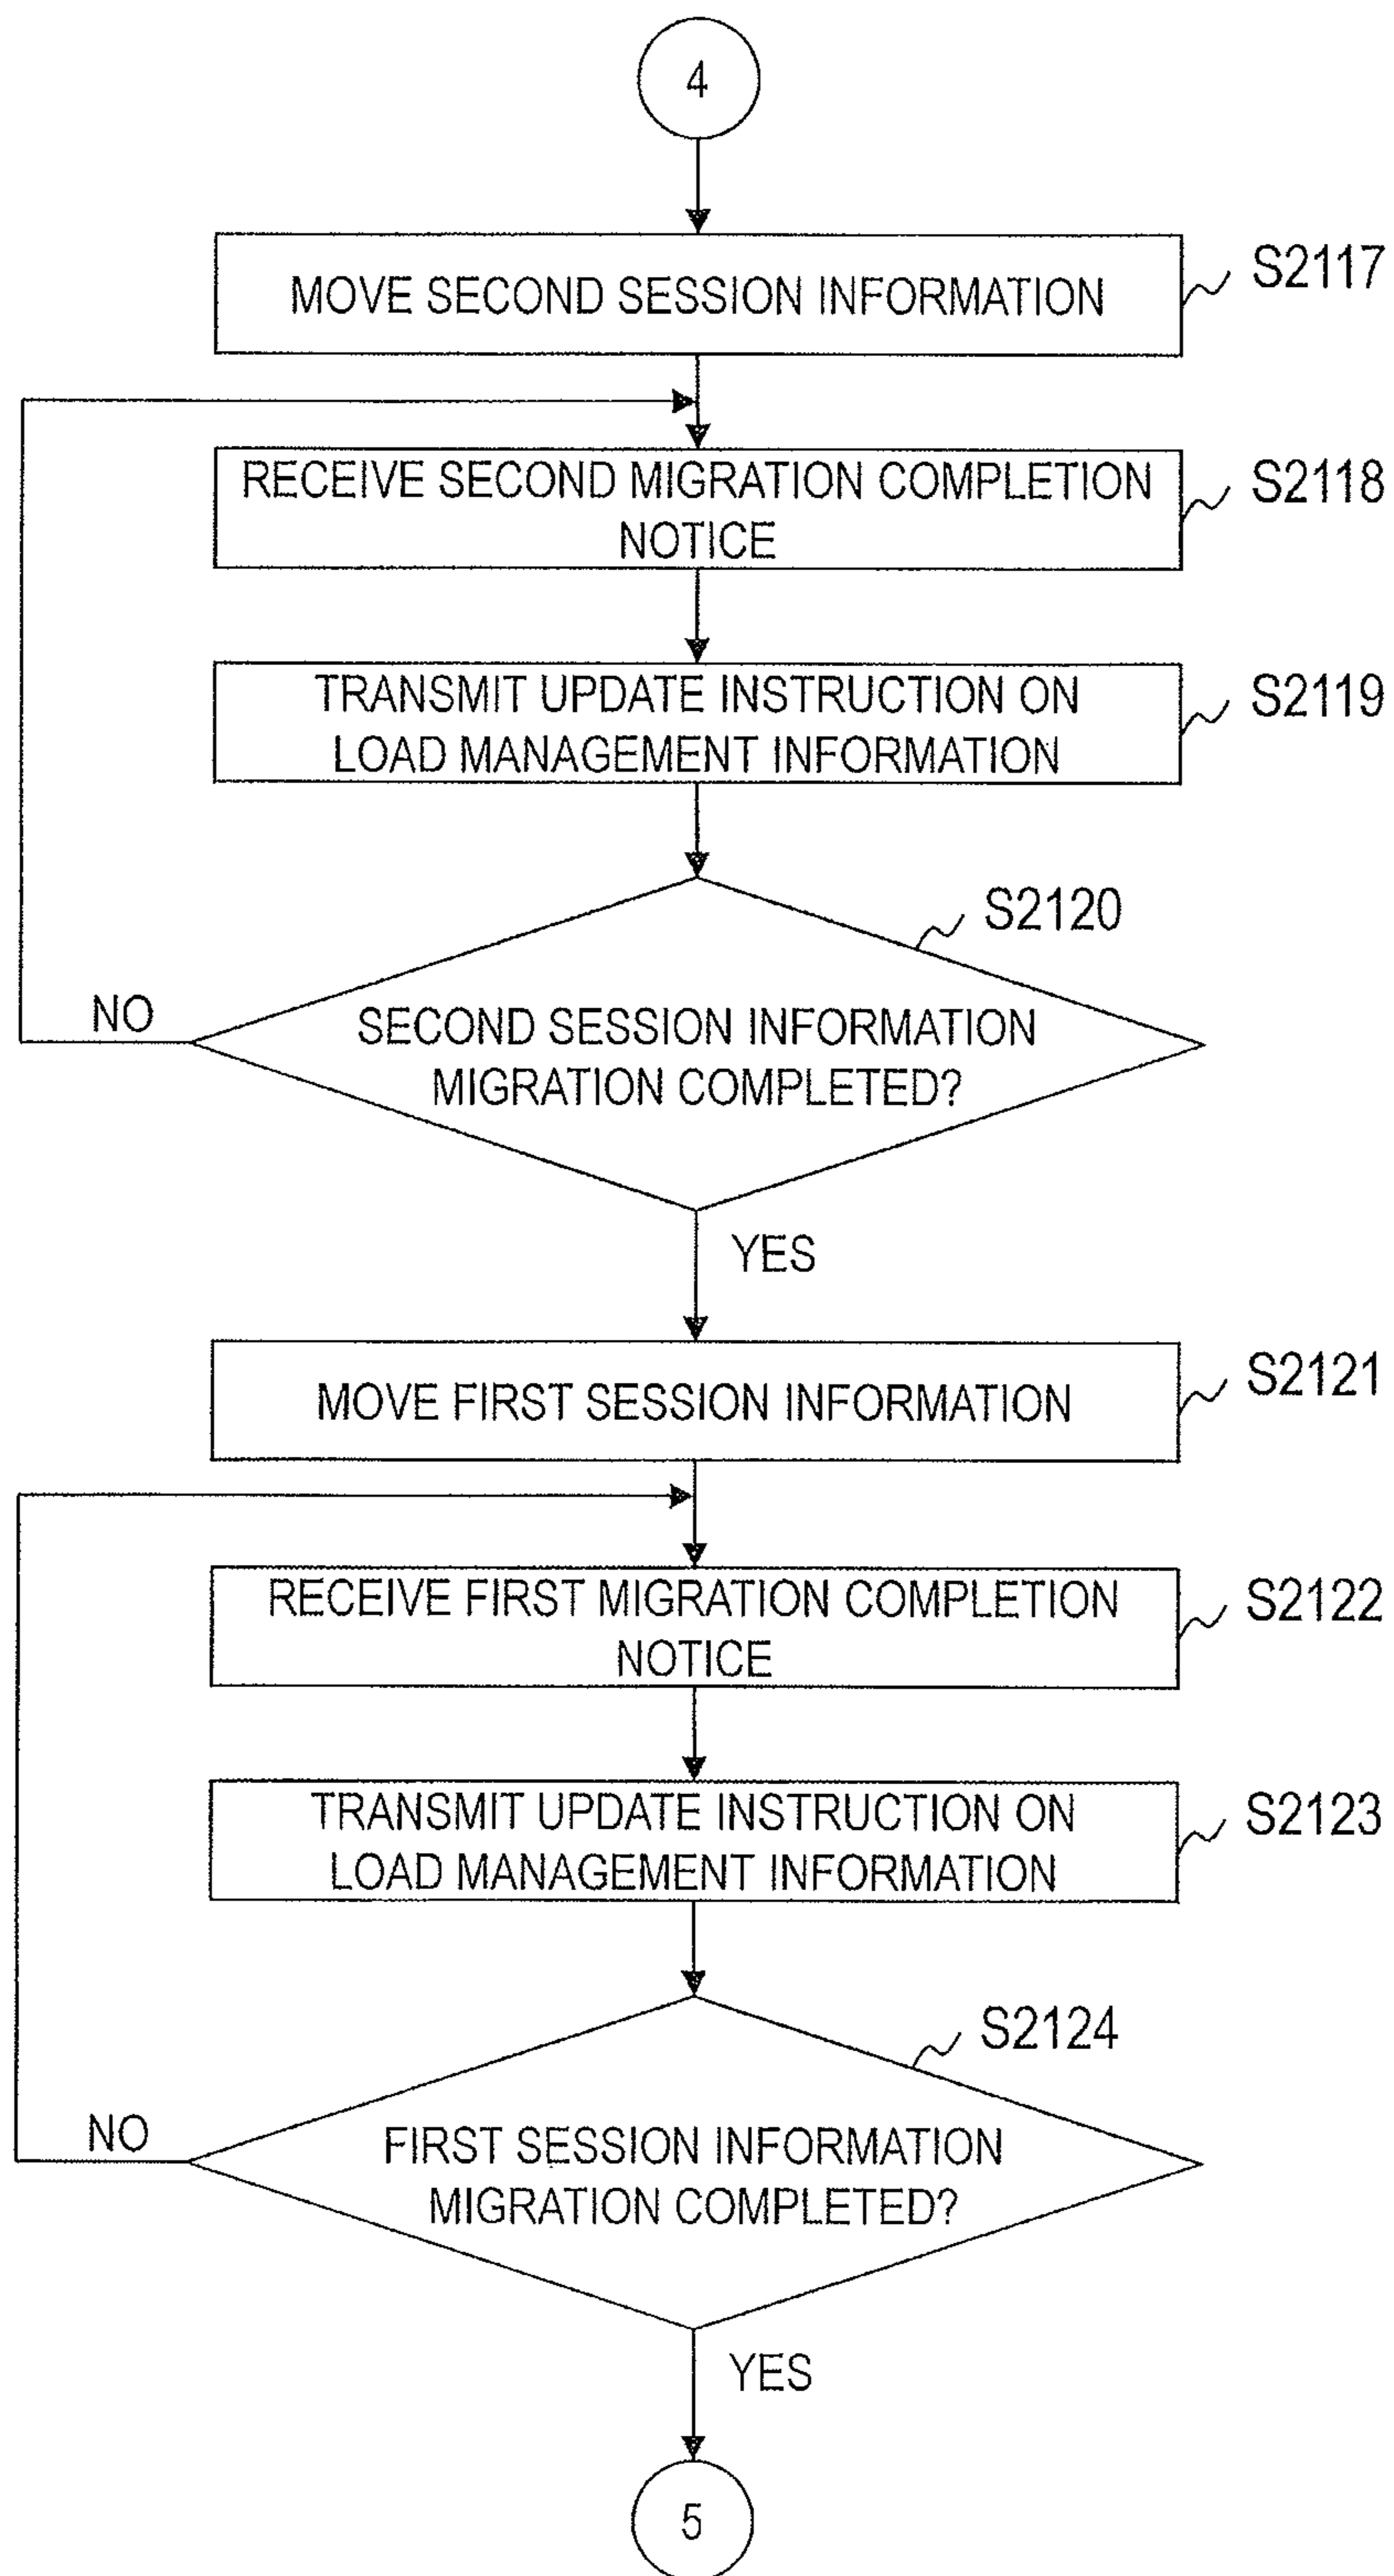 4
MOVE SECOND SESSION INFORMATION
S2117
RECEIVE SECOND MIGRATION COMPLETION
NOTICE
S2118
TRANSMIT UPDATE INSTRUCTION ON
LOAD MANAGEMENT INFORMATION
S2119
S2120
NO
SECOND SESSION INFORMATION
MIGRATION COMPLETED?
YES
MOVE FIRST SESSION INFORMATION
S2121
RECEIVE FIRST MIGRATION COMPLETION
NOTICE
S2122
TRANSMIT UPDATE INSTRUCTION ON
LOAD MANAGEMENT INFORMATION
S2123
S2124
NO
FIRST SESSION INFORMATION
MIGRATION COMPLETED?
YES
5